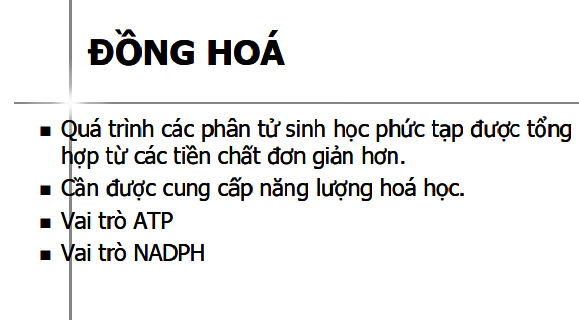 ĐỒNG HOÁ
▪ Quá trình các phân tử sinh học phức tạp được tổng
hợp từ các tiền chất đơn giản hơn.
▪ Cần được cung cấp năng lượng hoá học.
▪ Vai trò ATP
▪ Vai trò NADPH